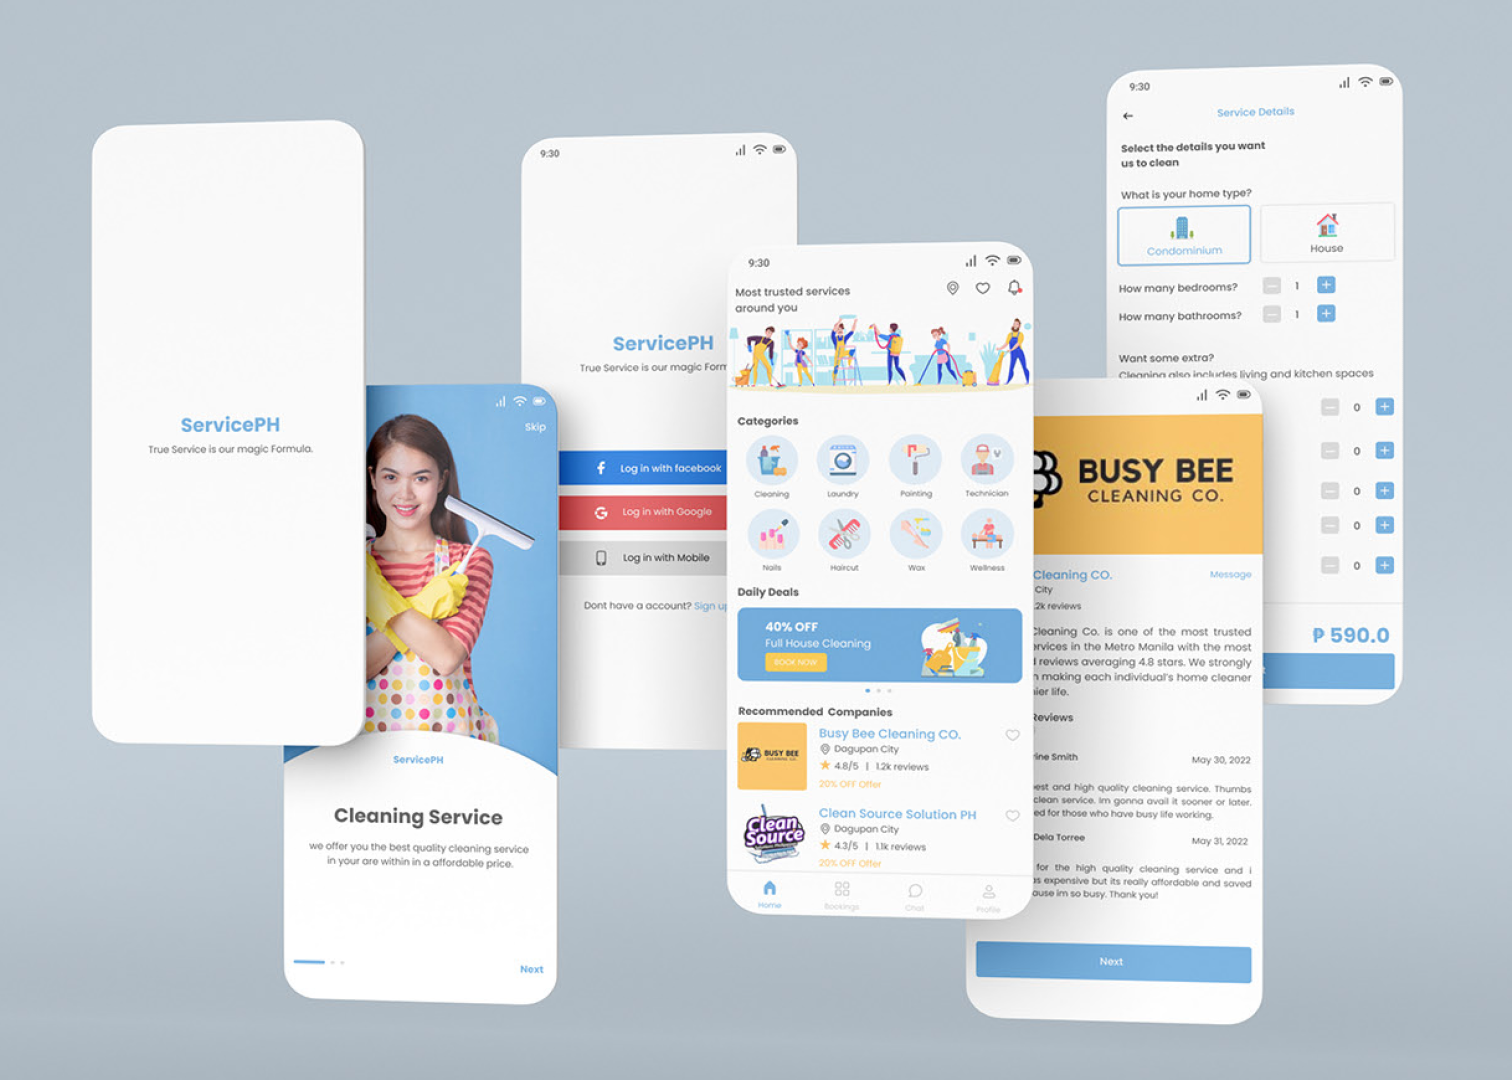 ServicePH
True Service is our magic Formula.
Skip
ServicePH
Cleaning Service
we offer you the best quality cleaning service
in your are within in a affordable price.
Next
9:30
ServicePH
True Service is our magic Form
Log in with facebook
Log in with Google
Log in with Mobile
Dont have a account? Sign up
9:30
Most trusted services
around you
Categories
Cleaning
Laundry
Painting
Technician
Nails
Haircut
Wax
Wellness
Daily Deals
40% OFF
Full House Cleaning
BOOK NOW
Recommended Companies
BUSY BEE
CLEANING CO.
Busy Bee Cleaning CO.
Dagupan City
4.8/5 | 1.2k reviews
20% OFF Offer
Clean
Source
Clean Source Solution PH
Dagupan City
4.3/5 | 1.1k reviews
20% OFF Offer
Home
Bookings
Chat
Profile
BUSY BEE
CLEANING CO.
Cleaning CO.
Message
City
2k reviews
Cleaning Co. is one of the most trusted
rvices in the Metro Manila with the most
reviews averaging 4.8 stars. We strongly
making each individual's home cleaner
ier life.
Reviews
rine Smith
May 30, 2022
est and high quality cleaning service. Thumbs
clean service. Im gonna avail it sooner or later.
ed for those who have busy life working.
Dela Torree
May 31, 2022
for the high quality cleaning service and i
as expensive but its really affordable and saved
ause im so busy. Thank you!
Next
9:30
Service Details
Select the details you want
us to clean
What is your home type?
Condominium
House
How many bedrooms?
1
How many bathrooms?
1
Want some extra?
Cleaning also includes living and kitchen spaces
0
0
0
0
0
₱ 590.0